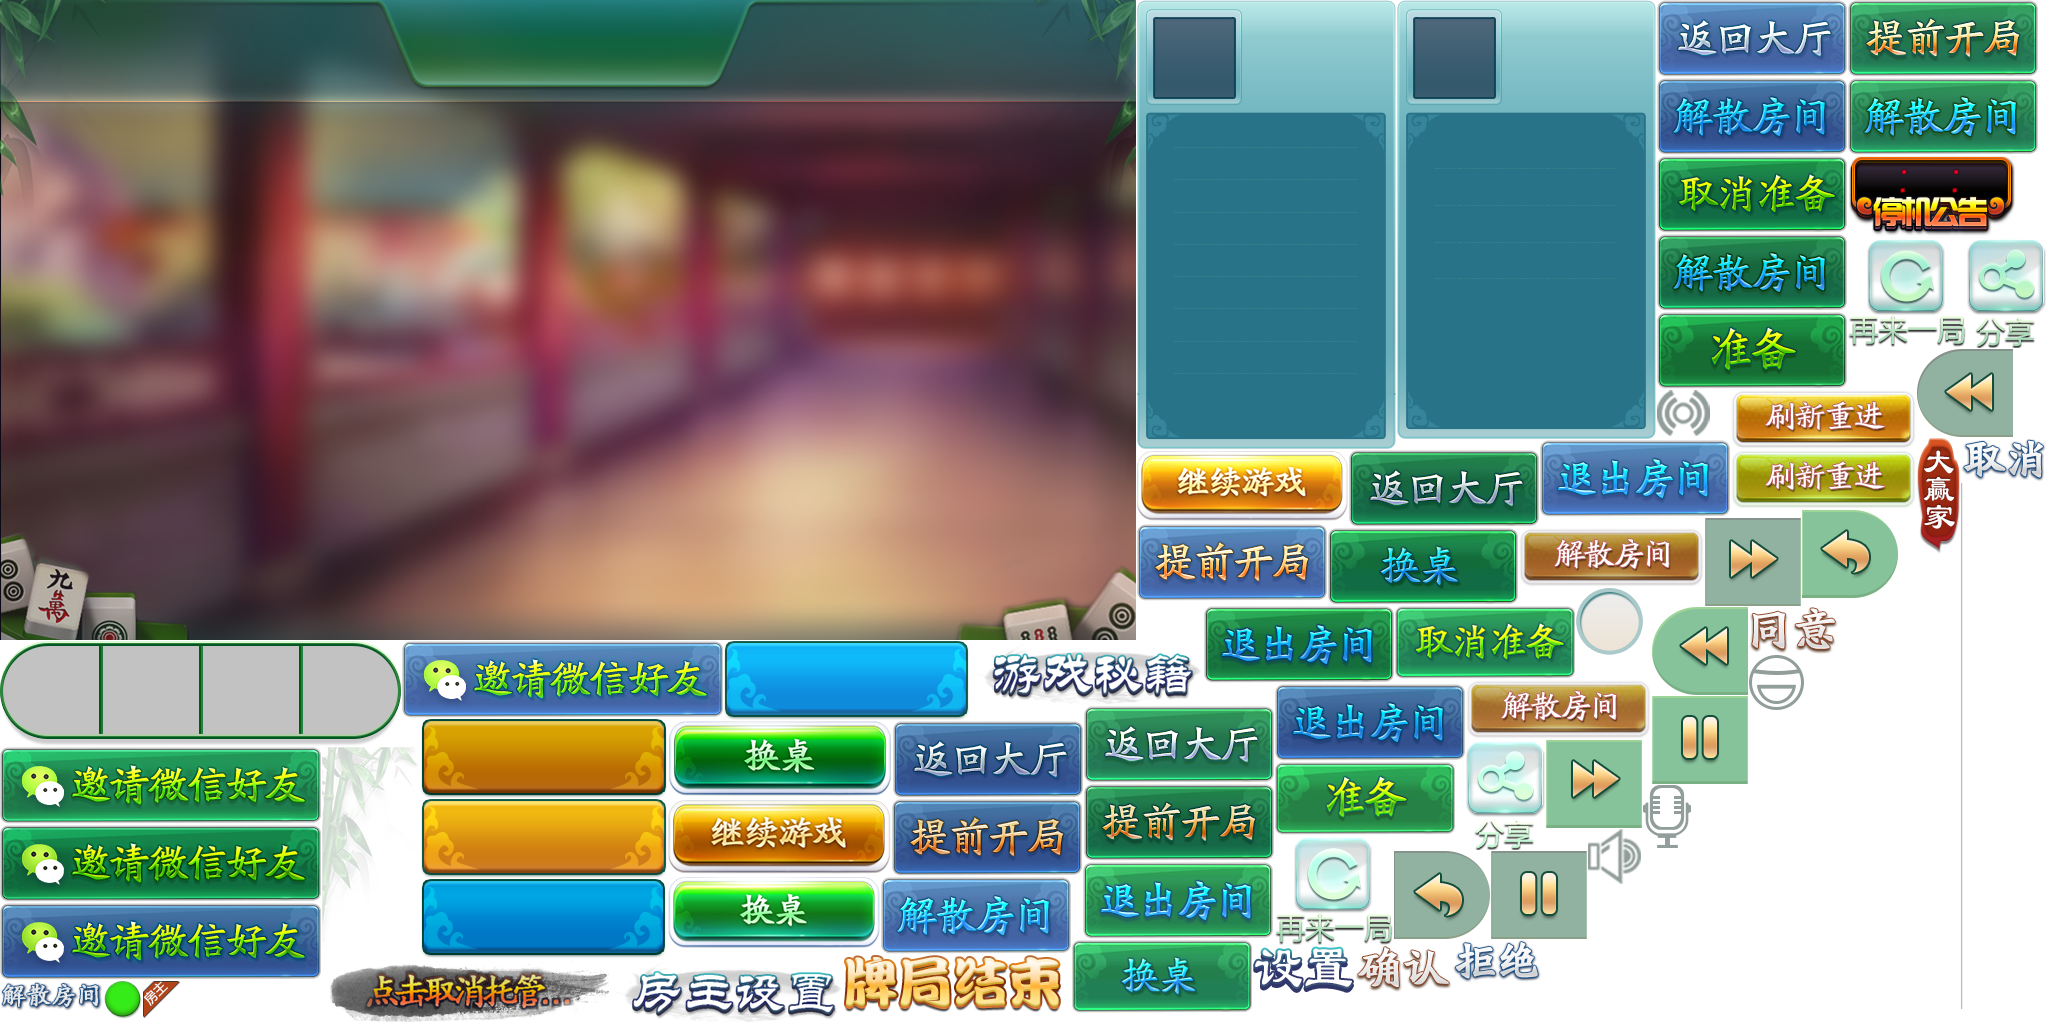 返回大厅
提前开局
解散房间
解散房间
取消准备
停机公告
解散房间
再来一局
分享
准备
刷新重进
大赢家
取消
继续游戏
返回大厅
退出房间
刷新重进
提前开局
换桌
解散房间
九萬
退出房间
取消准备
同意
邀请微信好友
游戏秘籍
退出房间
解散房间
换桌
返回大厅
返回大厅
邀请微信好友
准备
分享
继续游戏
提前开局
提前开局
邀请微信好友
换桌
解散房间
退出房间
再来一局
邀请微信好友
解散房间
房主
点击取消托管...
房主设置
牌局结束
换桌
设置
确认
拒绝